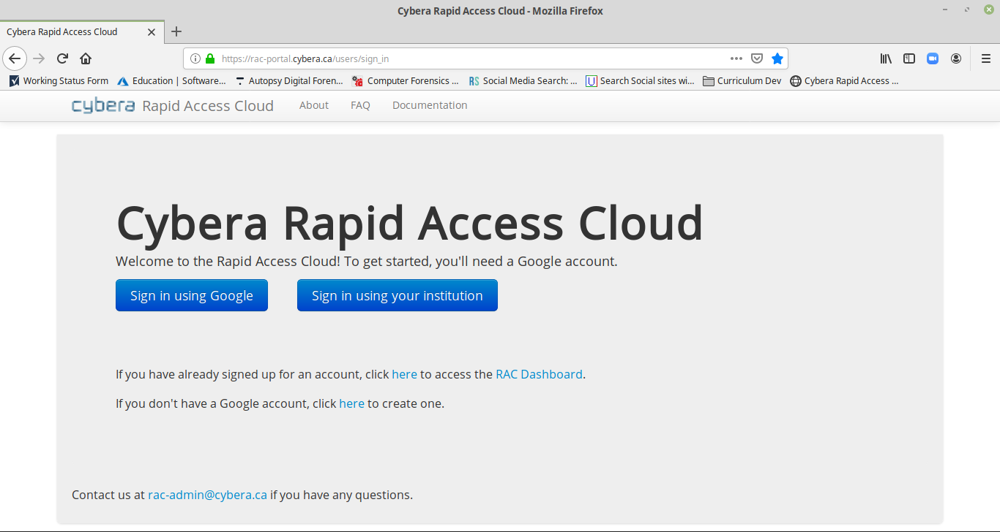 Cybera Rapid Access Cloud - Mozilla Firefox
Cybera Rapid Access Cloud
https://rac-portal.cybera.ca/users/sign_in
Working Status Form Education | Software... Autopsy Digital Foren... Computer Forensics ... Social Media Search: ... Search Social sites wi... Curriculum Dev Cybera Rapid Access ...
cybera Rapid Access Cloud About FAQ Documentation
Cybera Rapid Access Cloud
Welcome to the Rapid Access Cloud! To get started, you'll need a Google account.
Sign in using Google Sign in using your institution
If you have already signed up for an account, click here to access the RAC Dashboard.
If you don't have a Google account, click here to create one.
Contact us at rac-admin@cybera.ca if you have any questions.